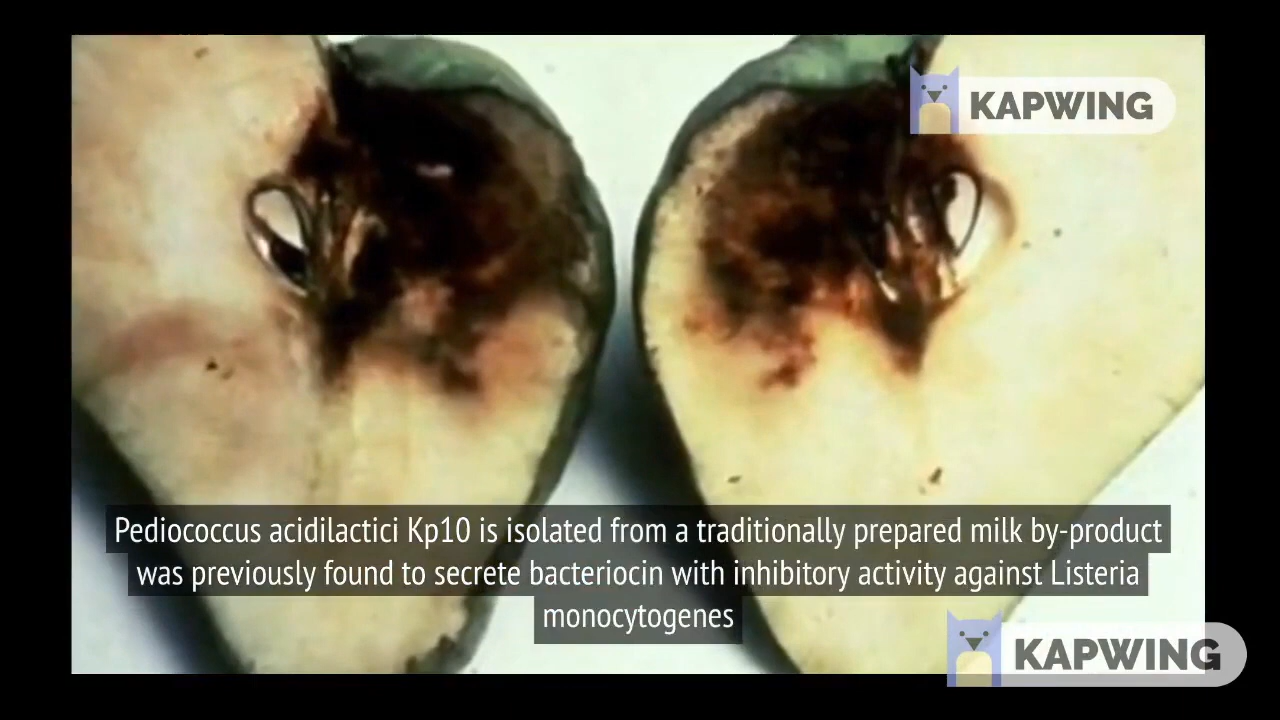 KAPWING
Pediococcus acidilactici Kp10 is isolated from a traditionally prepared milk by-product
was previously found to secrete bacteriocin with inhibitory activity against Listeria
monocytogenes
KAPWING